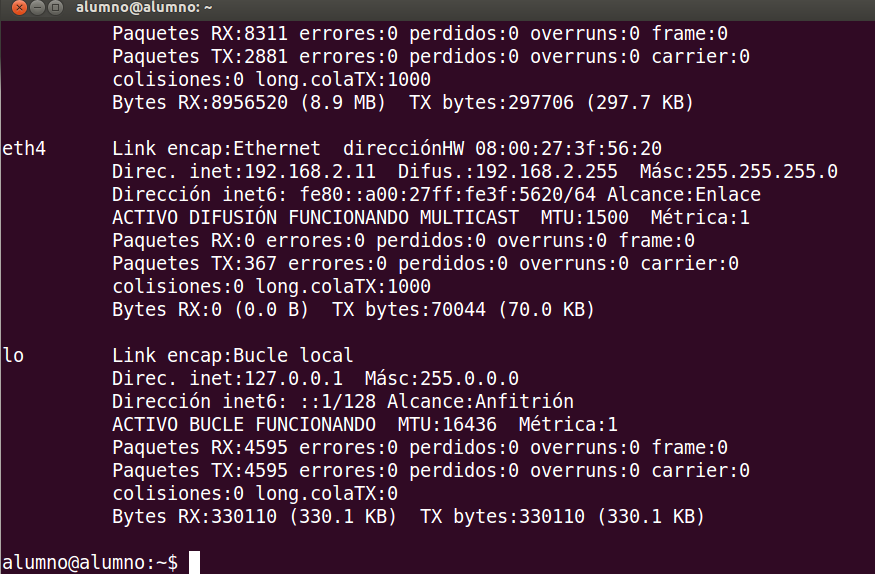 alumno@alumno: ~
Paquetes RX:8311 errores:0 perdidos:0 overruns:0 frame:0
Paquetes TX:2881 errores:0 perdidos:0 overruns:0 carrier:0
colisiones:0 long.colaTX:1000
Bytes RX:8956520 (8.9 MB)  TX bytes:297706 (297.7 KB)
eth4      Link encap:Ethernet  direcciónHW 08:00:27:3f:56:20
Direc. inet:192.168.2.11  Difus.:192.168.2.255  Másc:255.255.255.0
Dirección inet6: fe80::a00:27ff:fe3f:5620/64 Alcance:Enlace
ACTIVO DIFUSIÓN FUNCIONANDO MULTICAST  MTU:1500  Métrica:1
Paquetes RX:0 errores:0 perdidos:0 overruns:0 frame:0
Paquetes TX:367 errores:0 perdidos:0 overruns:0 carrier:0
colisiones:0 long.colaTX:1000
Bytes RX:0 (0.0 B)  TX bytes:70044 (70.0 KB)
lo        Link encap:Bucle local
Direc. inet:127.0.0.1  Másc:255.0.0.0
Dirección inet6: ::1/128 Alcance:Anfitrión
ACTIVO BUCLE FUNCIONANDO  MTU:16436  Métrica:1
Paquetes RX:4595 errores:0 perdidos:0 overruns:0 frame:0
Paquetes TX:4595 errores:0 perdidos:0 overruns:0 carrier:0
colisiones:0 long.colaTX:0
Bytes RX:330110 (330.1 KB)  TX bytes:330110 (330.1 KB)
alumno@alumno:~$